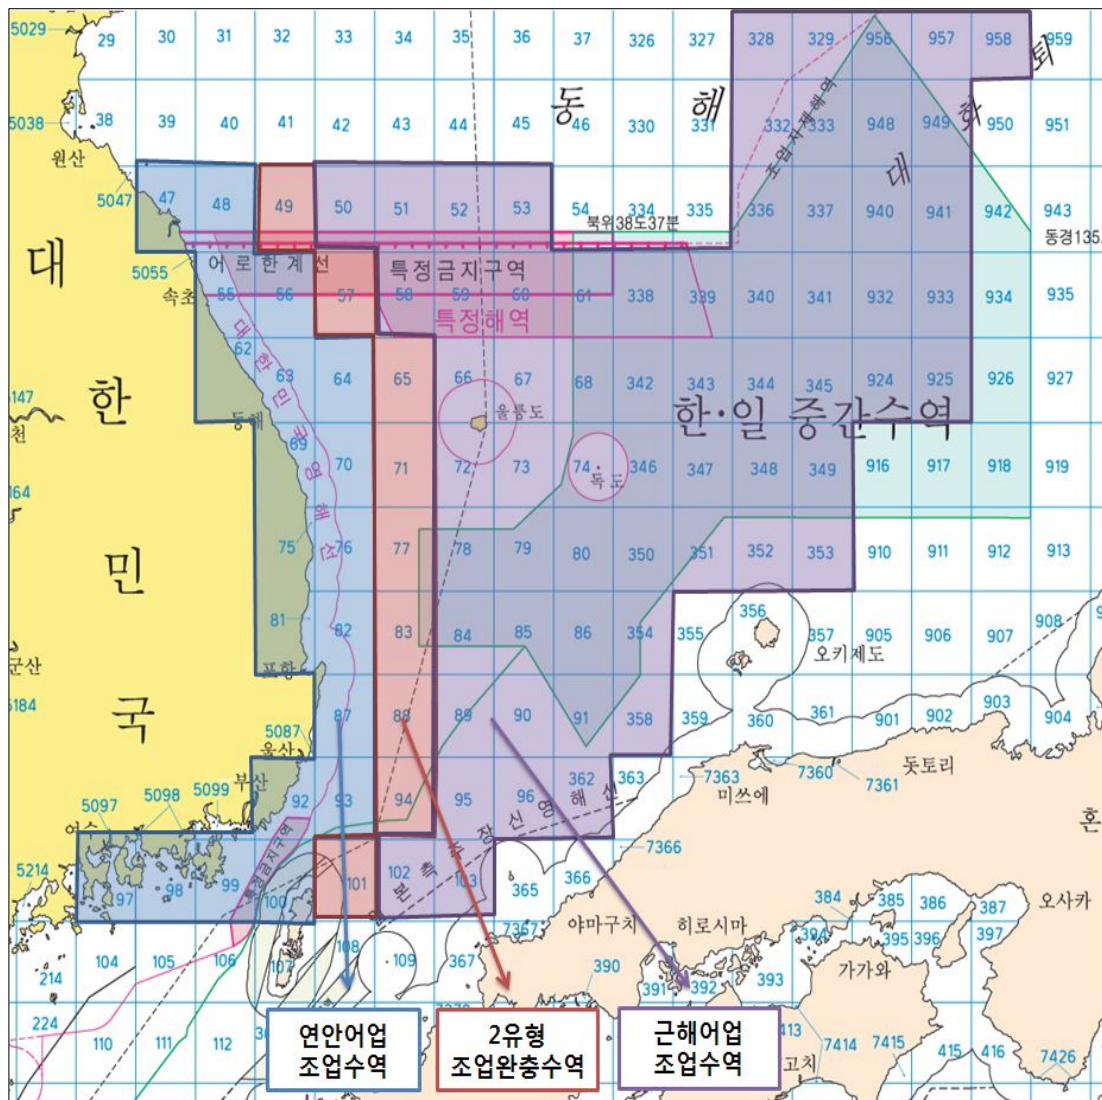 5029 29 30 31 32 33 34 35 36 37 326 327 328 329 956 957 958 959
퇴
5038 38 39 40 41 42 43 44 45 46 330 331 332 333 948 949 950 951
동 해
조업자제해역
화
원산
대
5047 47 48 49 50 51 52 53 54 334 335 336 337 940 941 942 943
북위38도37분
동경135.
대
5055
어로한계선
특정금지구역
속초 55 56 57 58 59 60 61 338 339 340 341 932 933 934 935
특정해역
대한민국영해선
62 63 64 65 66 67 68 342 343 344 345 924 925 926 927
147
한
천
동해
울릉도
한·일 중간수역
69 70 71 72 73 74 346 347 348 349 916 917 918 919
독도
164
75 76 77 78 79 80 350 351 352 353 910 911 912 913
민
81 82 83 84 85 86 354 355 356 357 905 906 907 908
오키제도
군산
포항
5184
국
87 88 89 90 91 358 359 360 361 901 902 903 904
5087
울산
부산
돗토리
미쓰에
5097 5098 5099 92 93 94 95 96 362 363 7363 7360 7361
혼
특정금지구역
7366
5214
97 98 99 100 101 102 103 365 366 384 385 386 387
오사카
7367
야마구치
히로시마
394 395 396 397
가가와
214 104 105 106 107 108 109 367 390 391 392 393
224 110 111 112
413 7414 7415 415 416 7426
고치
연안어업
조업수역
2유형
조업완충수역
근해어업
조업수역